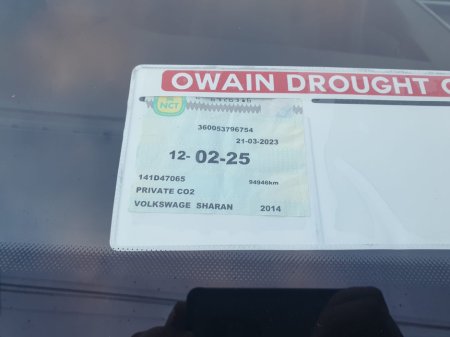 OWAIN DROUGHT
NCT
360053796754
21-03-2023
12- 02-25
141D47065 94946km
PRIVATE CO2
VOLKSWAGE SHARAN 2014